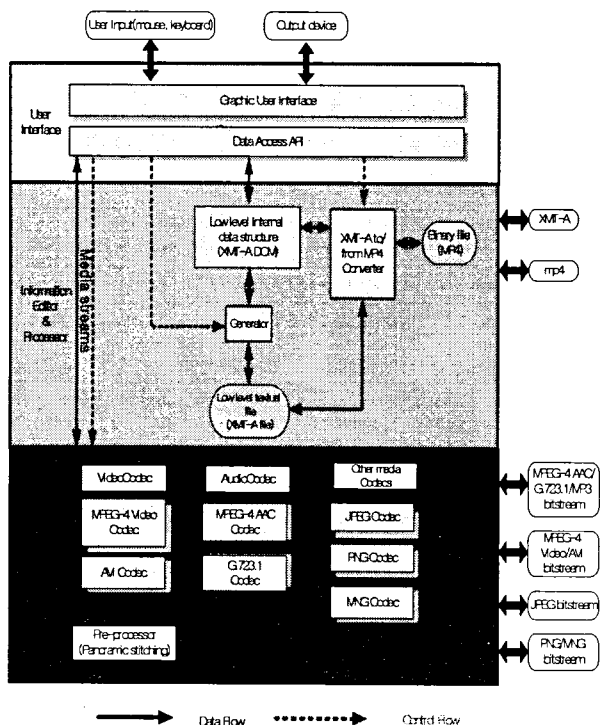 User Input(mouse, keyboard)
Output device
User
Interface
Graphic User Interface
Data Access API
Information
Editor
&
Processor
Media streams
Low level internal
data structure
(XMT-A DOM)
XMT-A to/
from MP4
Converter
Binary file
(MP4)
XMT-A
mp4
Generator
Low level textual
file
(XMT-A file)
Video Codec
MPEG-4 Video
Codec
AVI Codec
Audio Codec
MPEG-4 AAC
Codec
G.723.1
Codec
Other media
Codecs
JPEG Codec
PNG Codec
MNG Codec
Pre-processor
(Panoramic stitching)
MPEG-4 AAC/
G.723.1/MP3
bitstream
MPEG-4
Video/AVI
bitstream
JPEG bitstream
PNG/MNG
bitstream
Data Flow
Control Flow